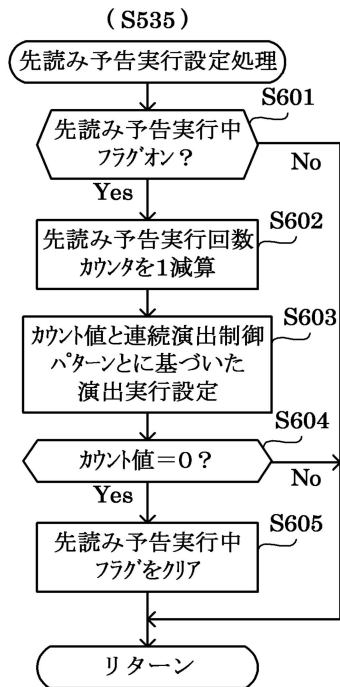 (S535)
先読み予告実行設定処理
S601
先読み予告実行中
フラグオン?
No
Yes
S602
先読み予告実行回数
カウンタを1減算
S603
カウント値と連続演出制御
パターンとに基づいた
演出実行設定
S604
カウント値=0?
No
Yes
S605
先読み予告実行中
フラグをクリア
リターン